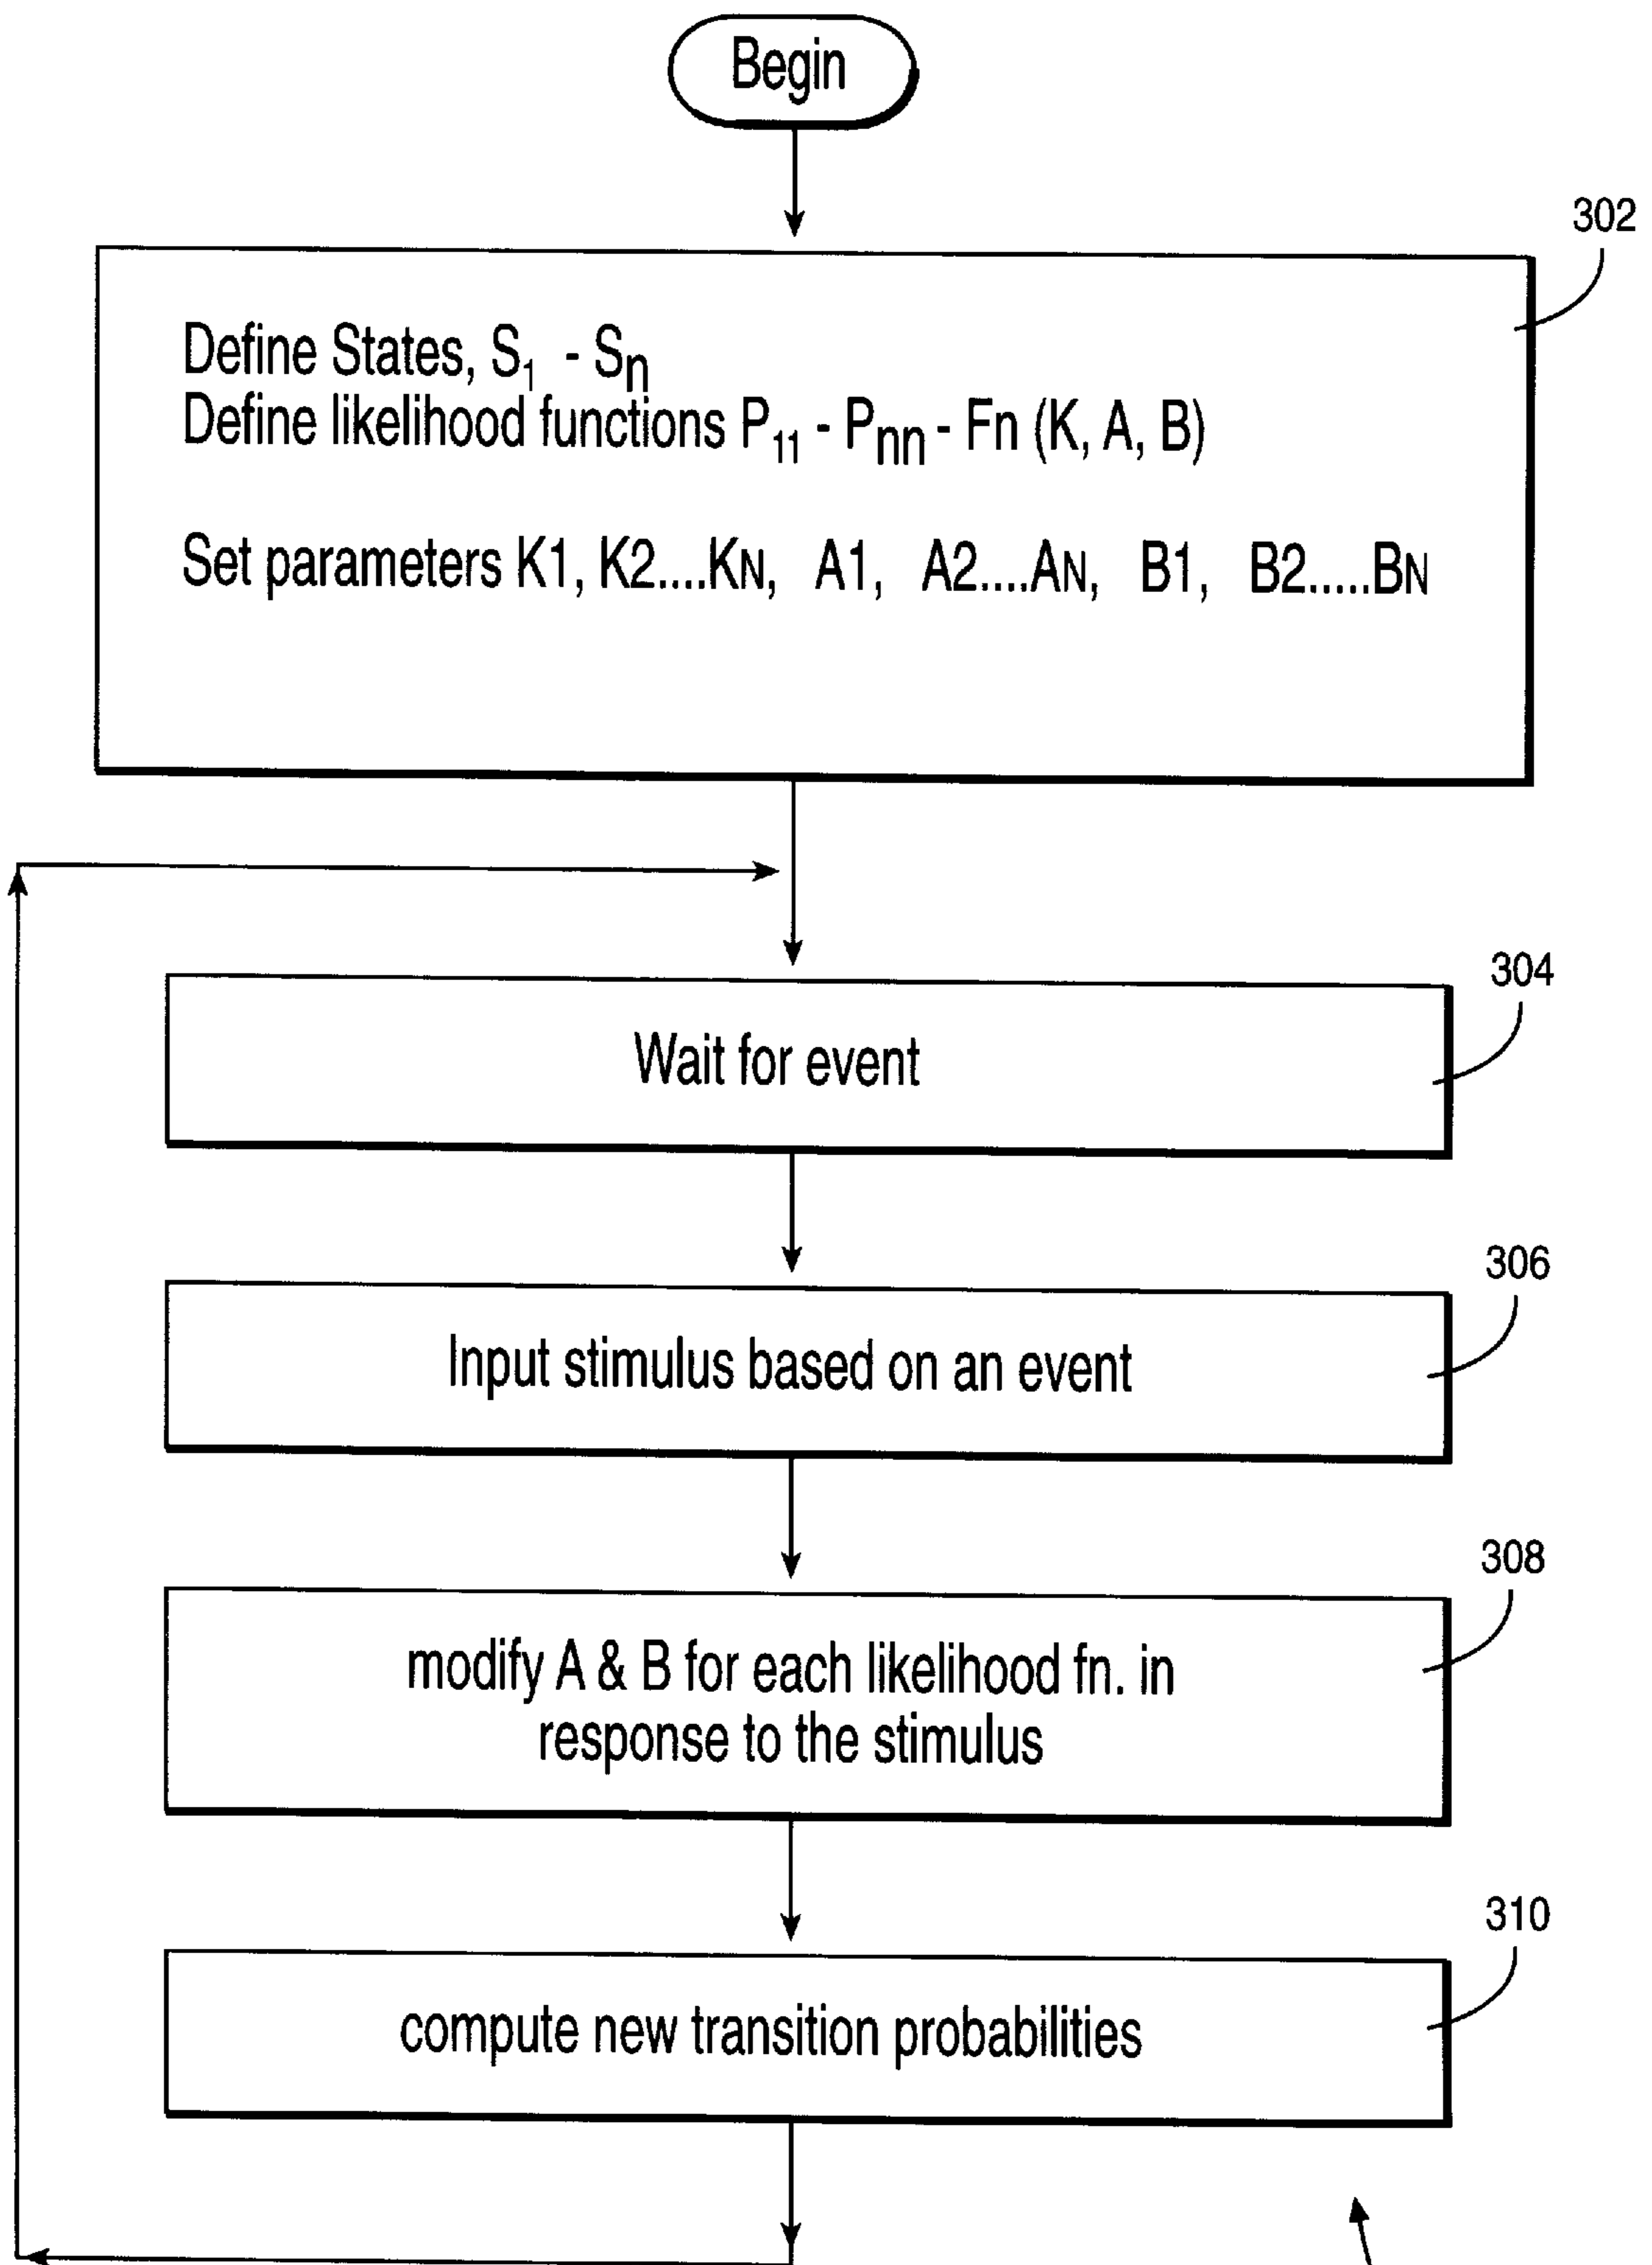 Begin
302
Define States, S₁ - Sn
Define likelihood functions P₁₁ - Pnn - Fn (K, A, B)
Set parameters K1, K2....KN, A1, A2....AN, B1, B2.....BN
304
Wait for event
306
Input stimulus based on an event
308
modify A & B for each likelihood fn. in
response to the stimulus
310
compute new transition probabilities